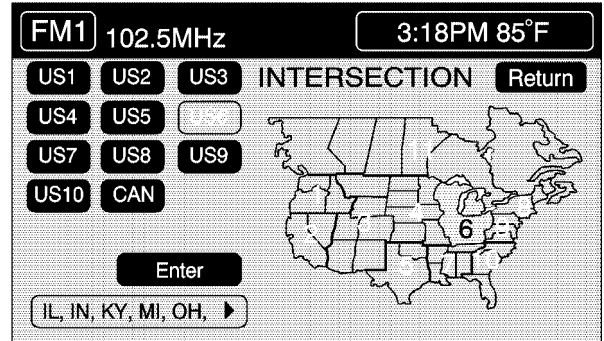 FM1 102.5MHz 3:18PM 85°F
US1 US2 US3 INTERSECTION Return
US4 US5 US6
US7 US8 US9
US10 CAN
6
Enter
IL, IN, KY, MI, OH,